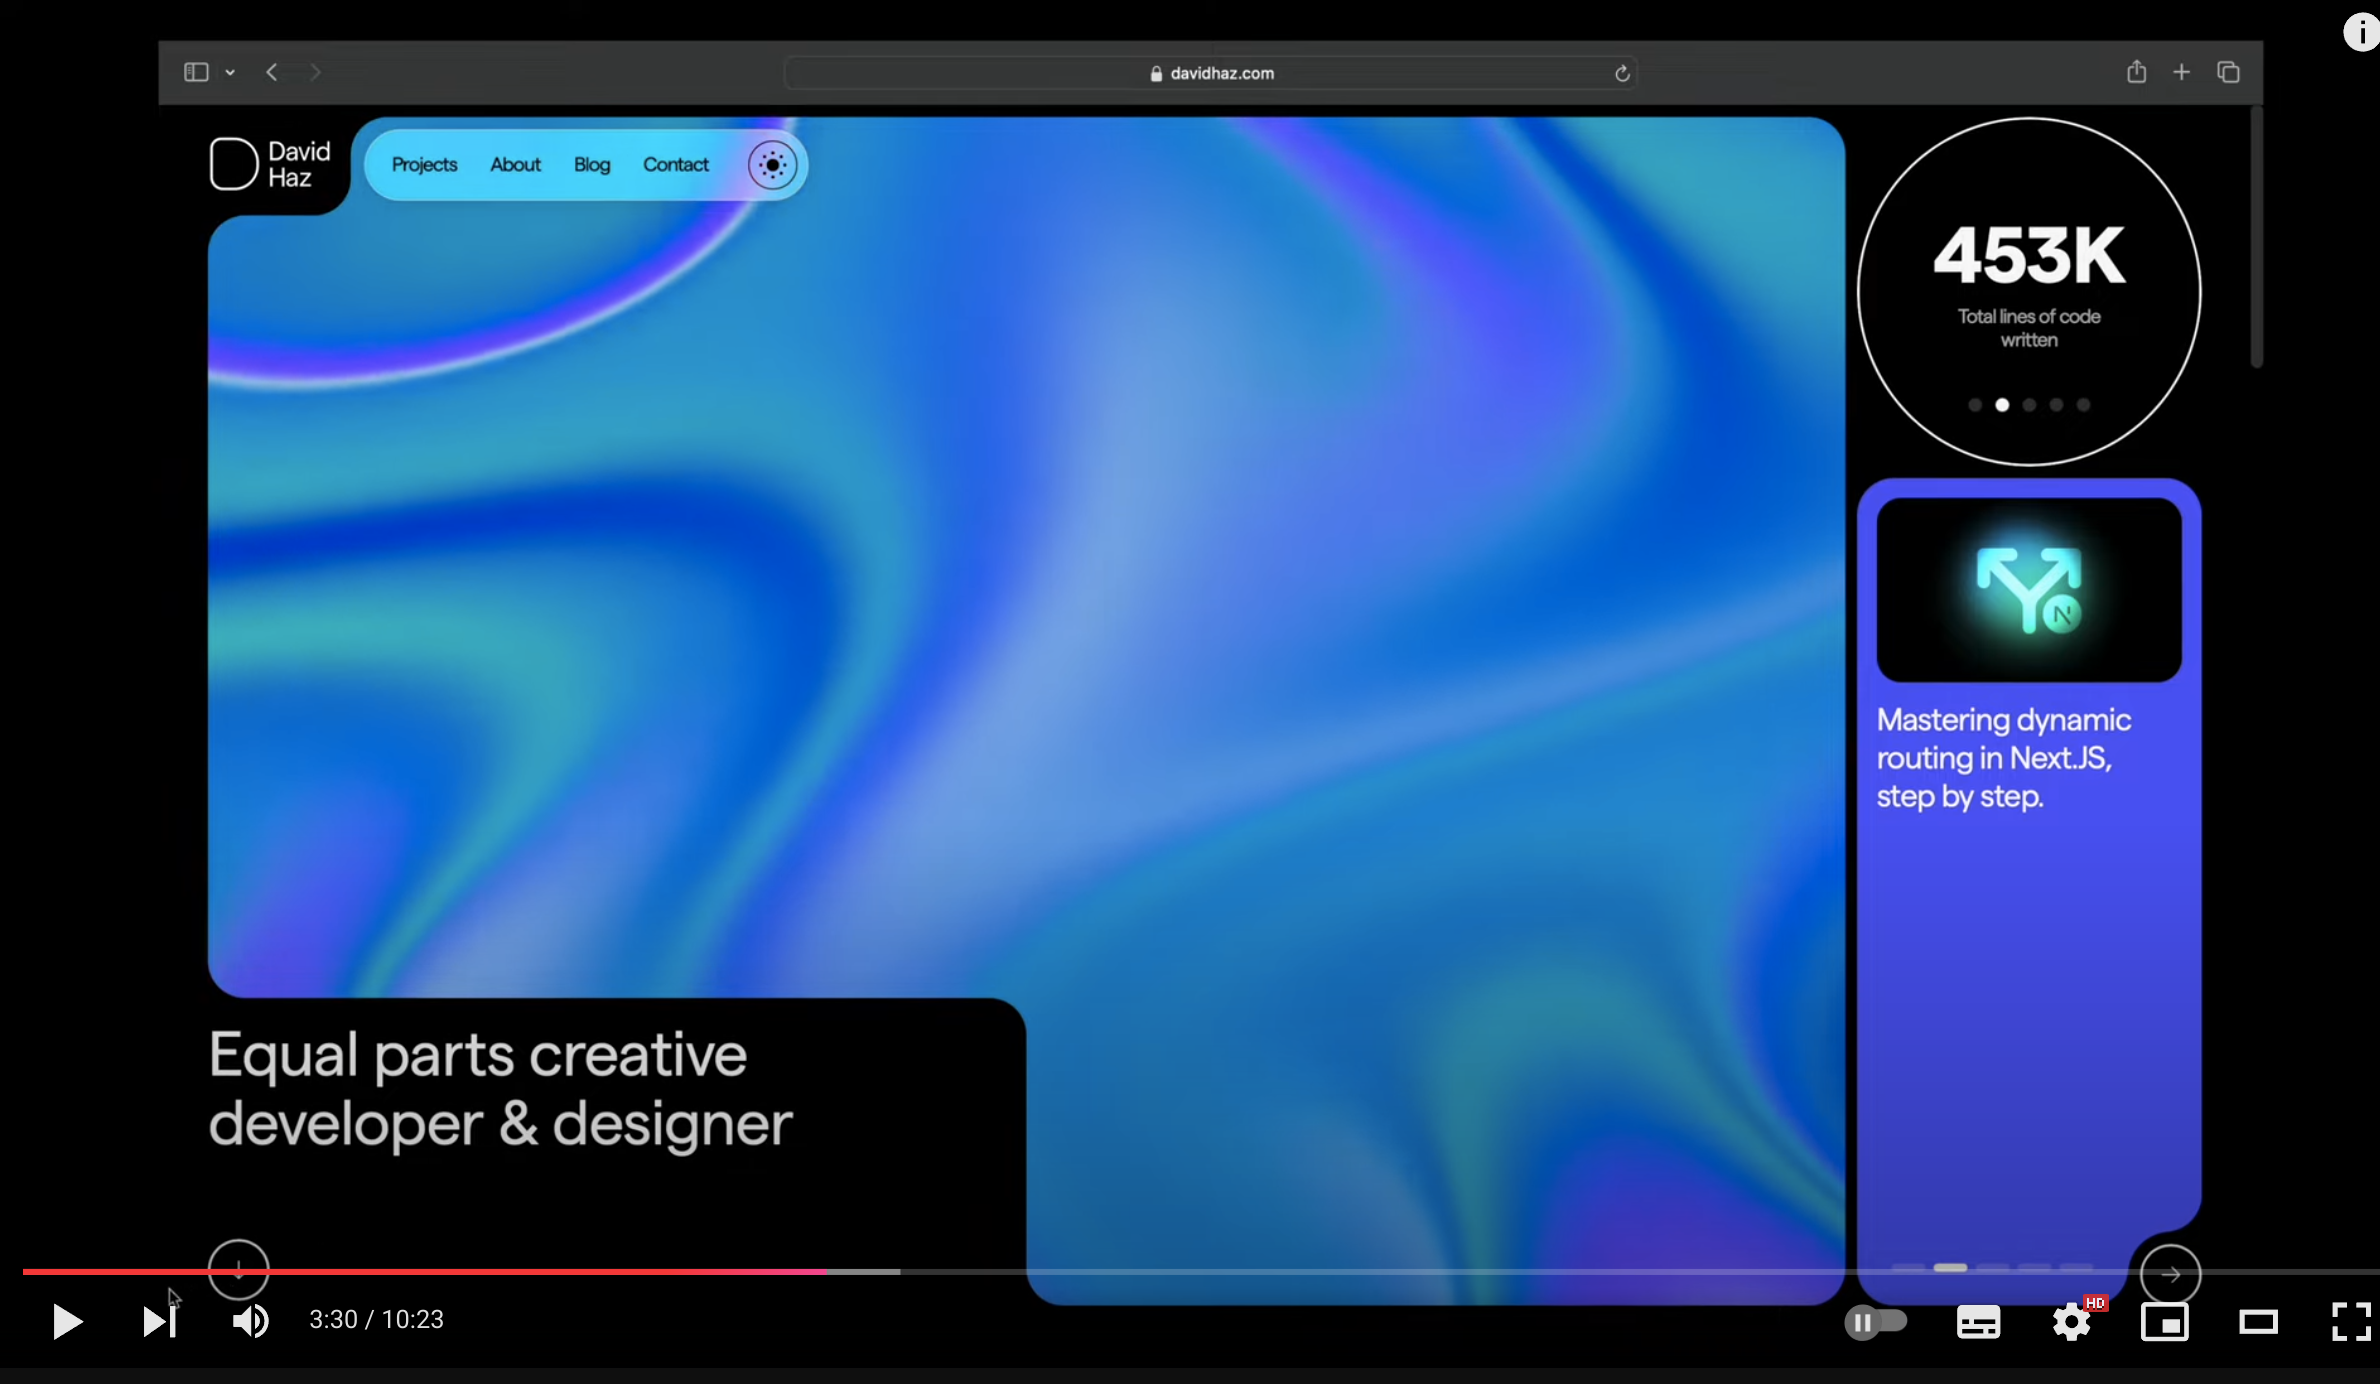 davidhaz.com
David
Haz
Projects About Blog Contact
453K
Total lines of code
written
N
Mastering dynamic
routing in Next.JS,
step by step.
Equal parts creative
developer & designer
3:30 / 10:23
HD